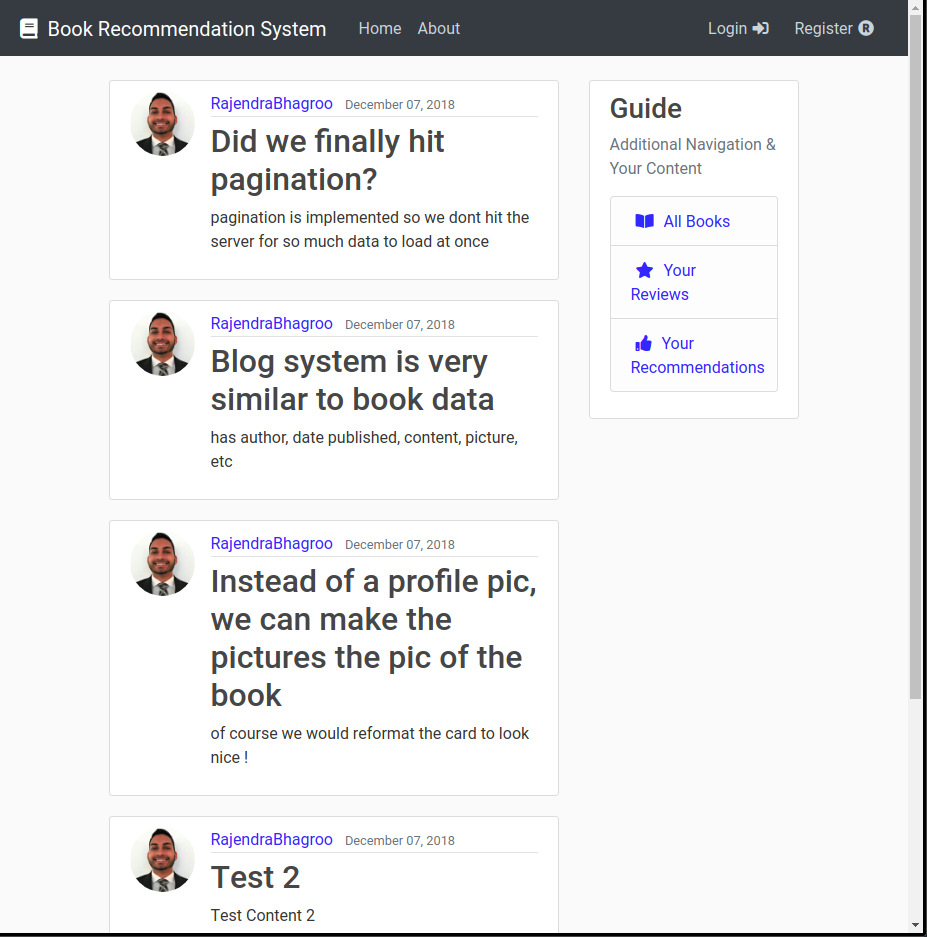 Book Recommendation System Home About Login Register R
RajendraBhagroo December 07, 2018
Did we finally hit
pagination?
pagination is implemented so we dont hit the
server for so much data to load at once
RajendraBhagroo December 07, 2018
Blog system is very
similar to book data
has author, date published, content, picture,
etc
RajendraBhagroo December 07, 2018
Instead of a profile pic,
we can make the
pictures the pic of the
book
of course we would reformat the card to look
nice !
RajendraBhagroo December 07, 2018
Test 2
Test Content 2
Guide
Additional Navigation &
Your Content
All Books
Your
Reviews
Your
Recommendations